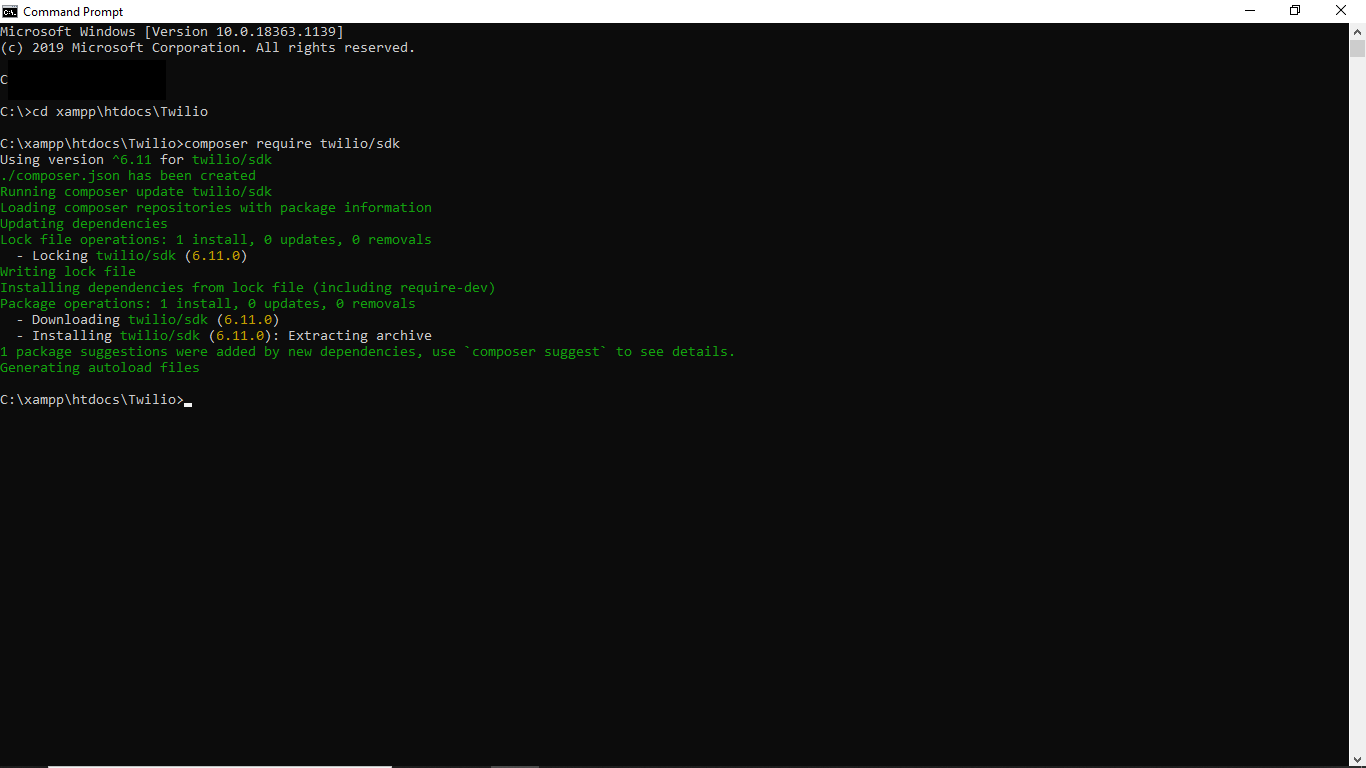 Command Prompt
Microsoft Windows [Version 10.0.18363.1139]
(c) 2019 Microsoft Corporation. All rights reserved.
C
C:\>cd xampp\htdocs\Twilio
C:\xampp\htdocs\Twilio>composer require twilio/sdk
Using version ^6.11 for twilio/sdk
./composer.json has been created
Running composer update twilio/sdk
Loading composer repositories with package information
Updating dependencies
Lock file operations: 1 install, 0 updates, 0 removals
  - Locking twilio/sdk (6.11.0)
Writing lock file
Installing dependencies from lock file (including require-dev)
Package operations: 1 install, 0 updates, 0 removals
  - Downloading twilio/sdk (6.11.0)
  - Installing twilio/sdk (6.11.0): Extracting archive
1 package suggestions were added by new dependencies, use `composer suggest` to see details.
Generating autoload files
C:\xampp\htdocs\Twilio>